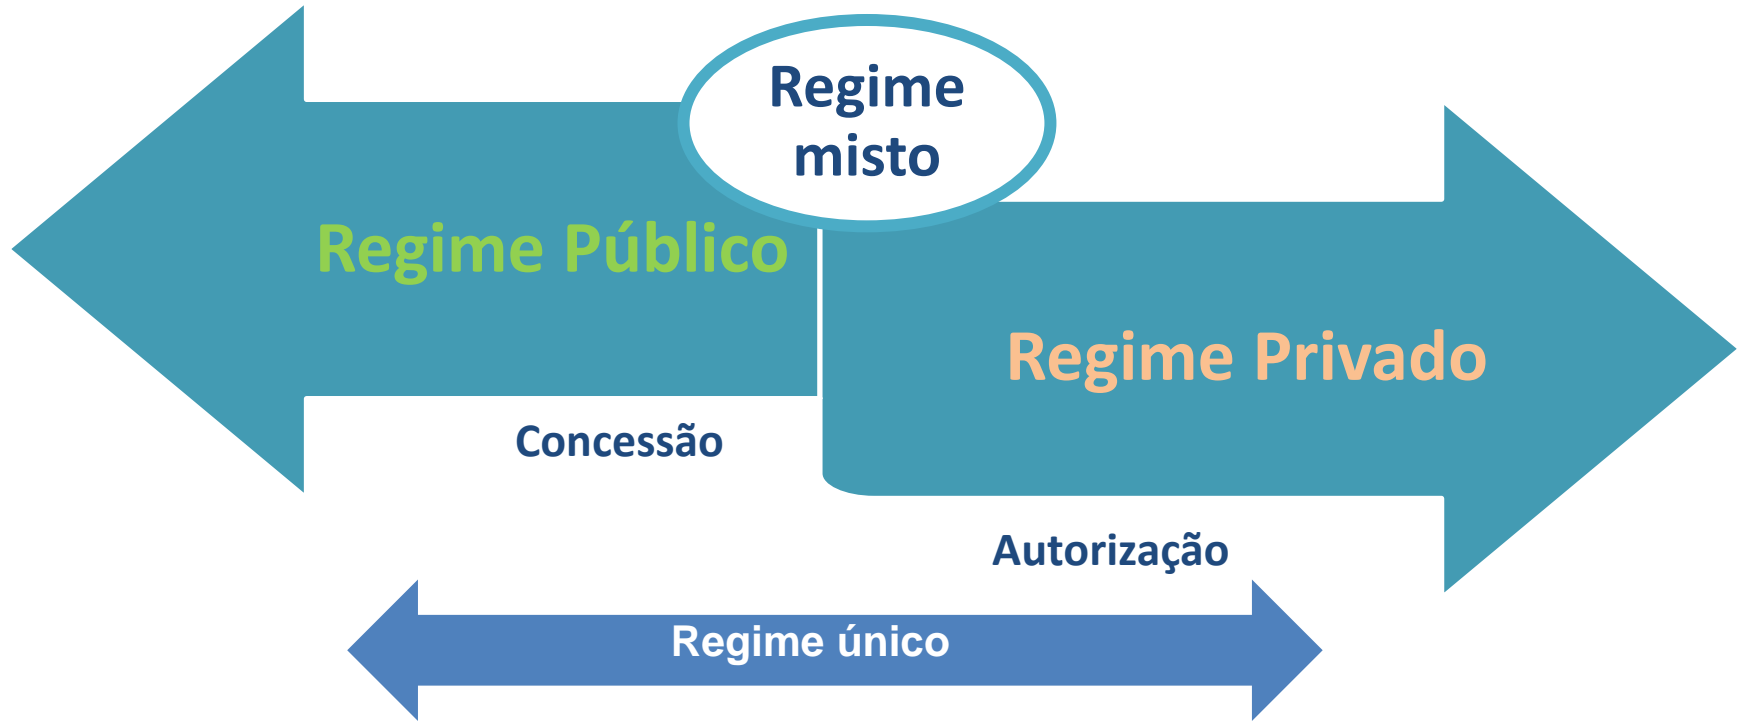 Regime
misto
Regime Público
Regime Privado
Concessão
Autorização
Regime único